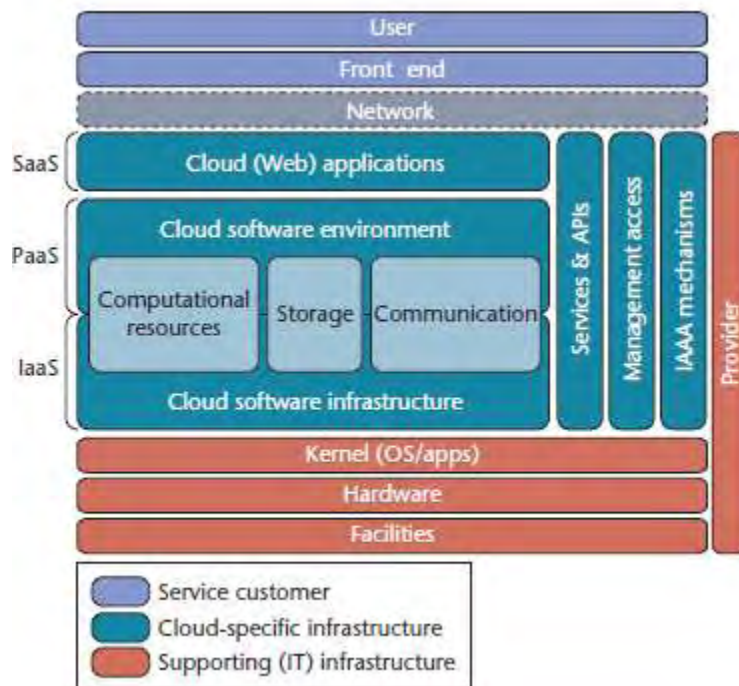 User
Front end
Network
SaaS
Cloud (Web) applications
PaaS
Cloud software environment
Computational
resources
Storage
Communication
IaaS
Cloud software infrastructure
Services & APIs
Management access
IAAA mechanisms
Provider
Kernel (OS/apps)
Hardware
Facilities
Service customer
Cloud-specific infrastructure
Supporting (IT) infrastructure